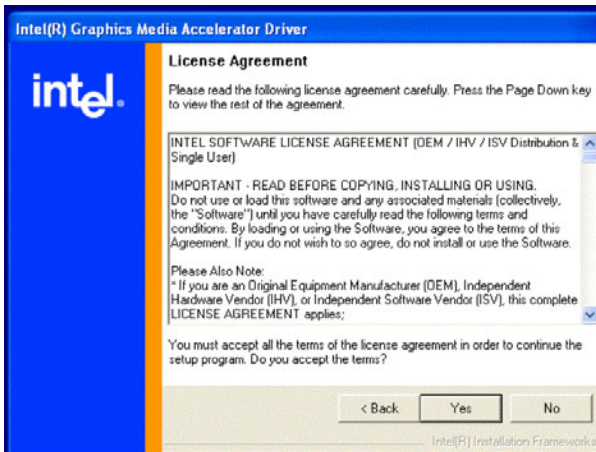 Intel(R) Graphics Media Accelerator Driver
intel.
License Agreement
Please read the following license agreement carefully. Press the Page Down key
to view the rest of the agreement.
INTEL SOFTWARE LICENSE AGREEMENT (OEM / IHV / ISV Distribution &
Single User)
IMPORTANT - READ BEFORE COPYING, INSTALLING OR USING.
Do not use or load this software and any associated materials (collectively,
the "Software") until you have carefully read the following terms and
conditions. By loading or using the Software, you agree to the terms of this
Agreement. If you do not wish to so agree, do not install or use the Software.
Please Also Note:
* If you are an Original Equipment Manufacturer (OEM), Independent
Hardware Vendor (IHV), or Independent Software Vendor (ISV), this complete
LICENSE AGREEMENT applies;
You must accept all the terms of the license agreement in order to continue the
setup program. Do you accept the terms?
< Back Yes No
Intel(R) Installation Frameworks